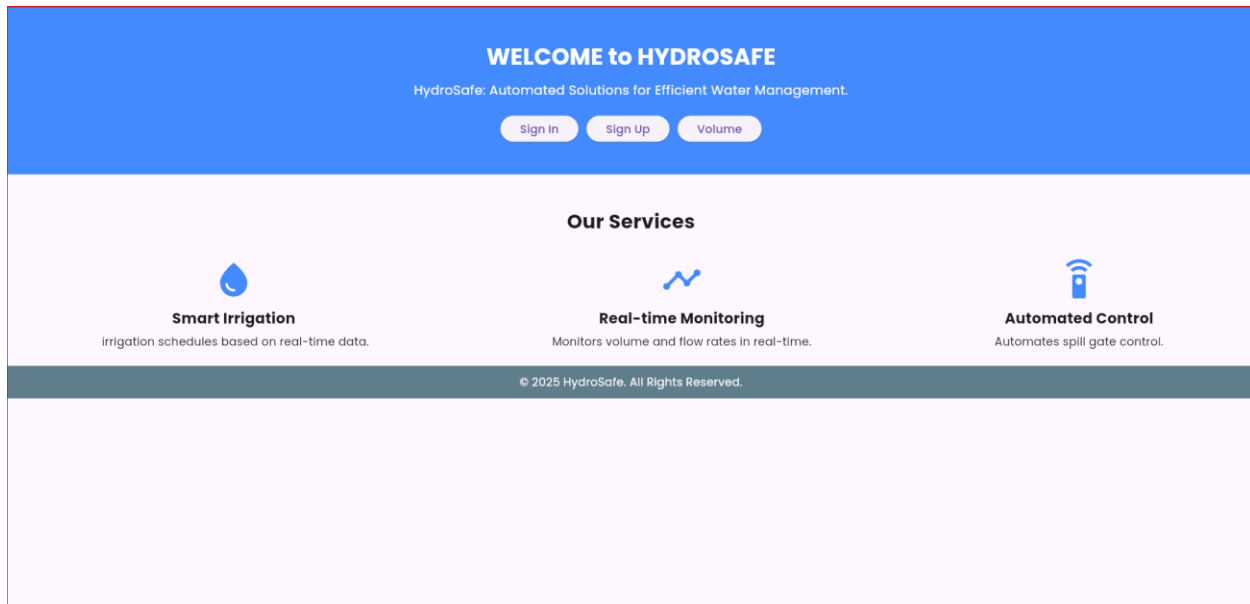 WELCOME to HYDROSAFE
HydroSafe: Automated Solutions for Efficient Water Management.
Sign In Sign Up Volume
Our Services
Smart Irrigation Real-time Monitoring Automated Control
irrigation schedules based on real-time data. Monitors volume and flow rates in real-time. Automates spill gate control.
© 2025 HydroSafe. All Rights Reserved.